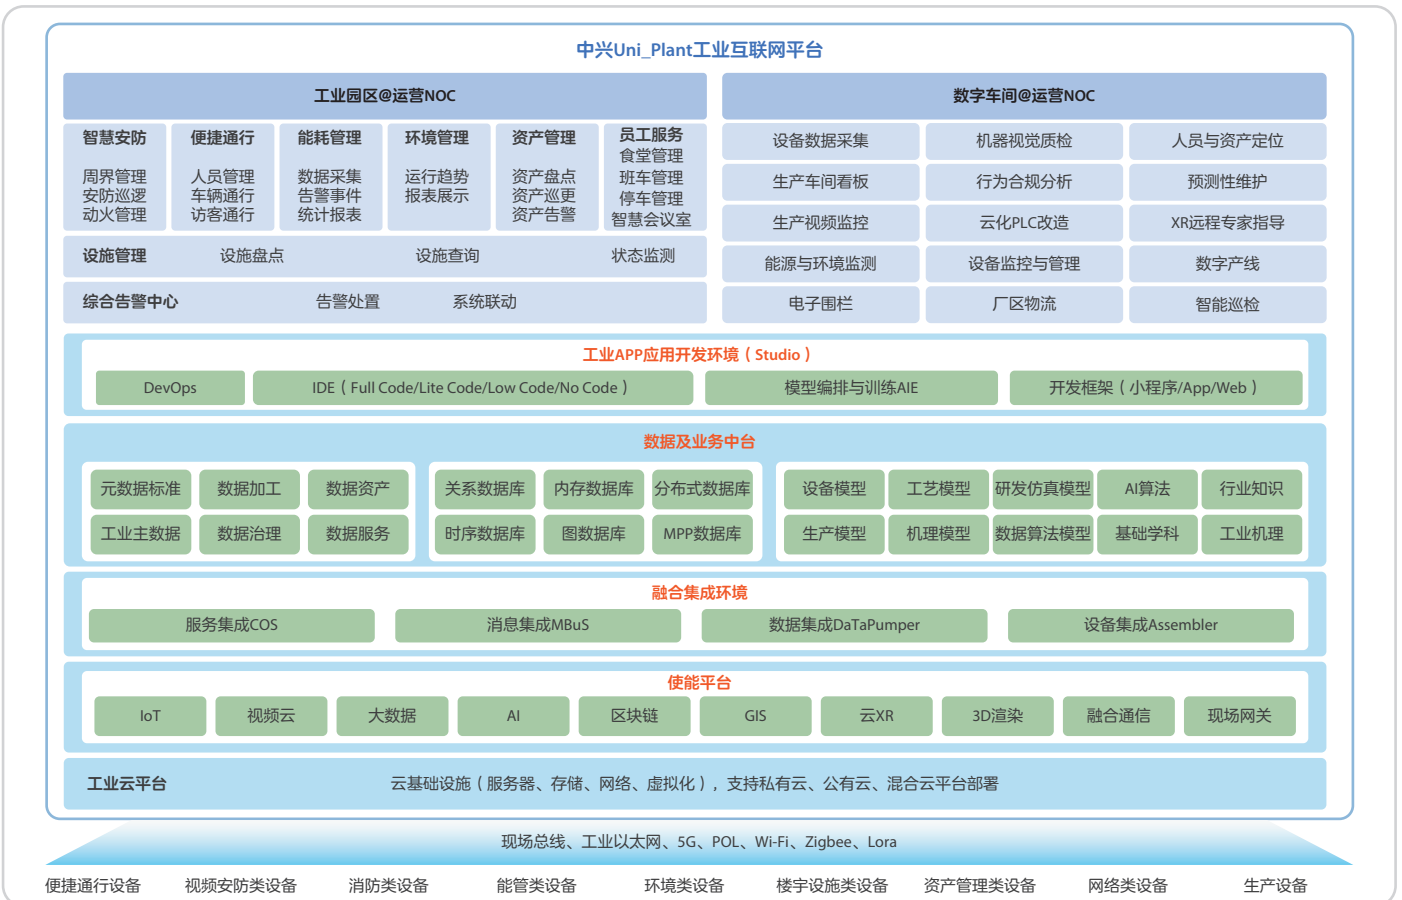 中兴Uni_Plant工业互联网平台
工业园区@运营NOC
数字车间@运营NOC
智慧安防
周界管理
安防巡逻
动火管理
便捷通行
人员管理
车辆通行
访客通行
能耗管理
数据采集
告警事件
统计报表
环境管理
运行趋势
报表展示
资产管理
资产盘点
资产巡更
资产告警
员工服务
食堂管理
班车管理
停车管理
智慧会议室
设施管理 设施盘点 设施查询 状态监测
综合告警中心 告警处置 系统联动
设备数据采集 机器视觉质检 人员与资产定位
生产车间看板 行为合规分析 预测性维护
生产视频监控 云化PLC改造 XR远程专家指导
能源与环境监测 设备监控与管理 数字产线
电子围栏 厂区物流 智能巡检
工业APP应用开发环境（Studio）
DevOps IDE（Full Code/Lite Code/Low Code/No Code） 模型编排与训练AIE 开发框架（小程序/App/Web）
数据及业务中台
元数据标准 数据加工 数据资产 关系数据库 内存数据库 分布式数据库 设备模型 工艺模型 研发仿真模型 AI算法 行业知识
工业主数据 数据治理 数据服务 时序数据库 图数据库 MPP数据库 生产模型 机理模型 数据算法模型 基础学科 工业机理
融合集成环境
服务集成COS 消息集成MBuS 数据集成DaTaPumper 设备集成Assembler
使能平台
IoT 视频云 大数据 AI 区块链 GIS 云XR 3D渲染 融合通信 现场网关
工业云平台 云基础设施（服务器、存储、网络、虚拟化），支持私有云、公有云、混合云平台部署
现场总线、工业以太网、5G、POL、Wi-Fi、Zigbee、Lora
便捷通行设备 视频安防类设备 消防类设备 能管类设备 环境类设备 楼宇设施类设备 资产管理类设备 网络类设备 生产设备